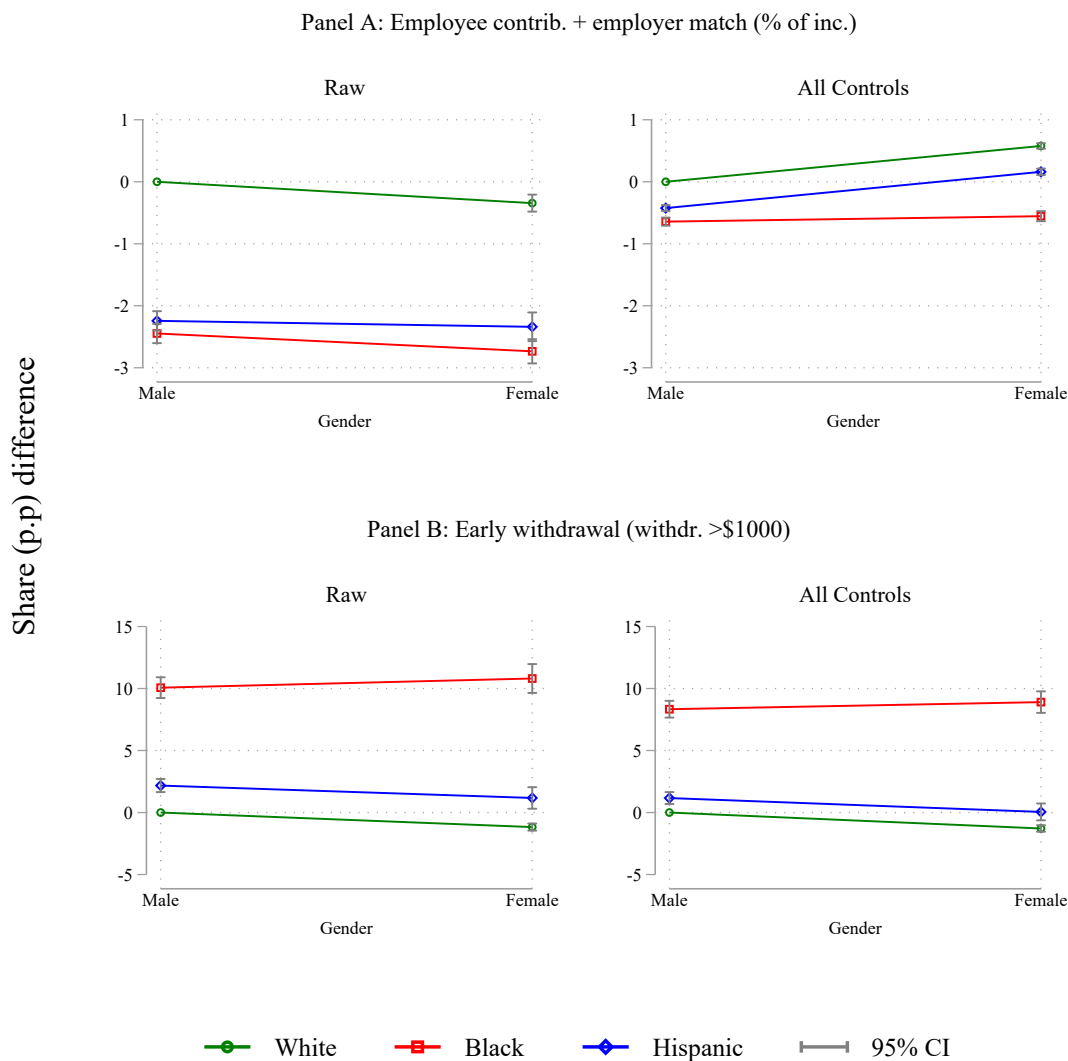 Panel A: Employee contrib. + employer match (% of inc.)
Raw
1
0
-1
-2
-3
Male
Female
Gender
All Controls
1
0
-1
-2
-3
Male
Female
Gender
Share (p.p) difference
Panel B: Early withdrawal (withdr. >$1000)
Raw
15
10
5
0
-5
Male
Female
Gender
All Controls
15
10
5
0
-5
Male
Female
Gender
White Black Hispanic 95% CI